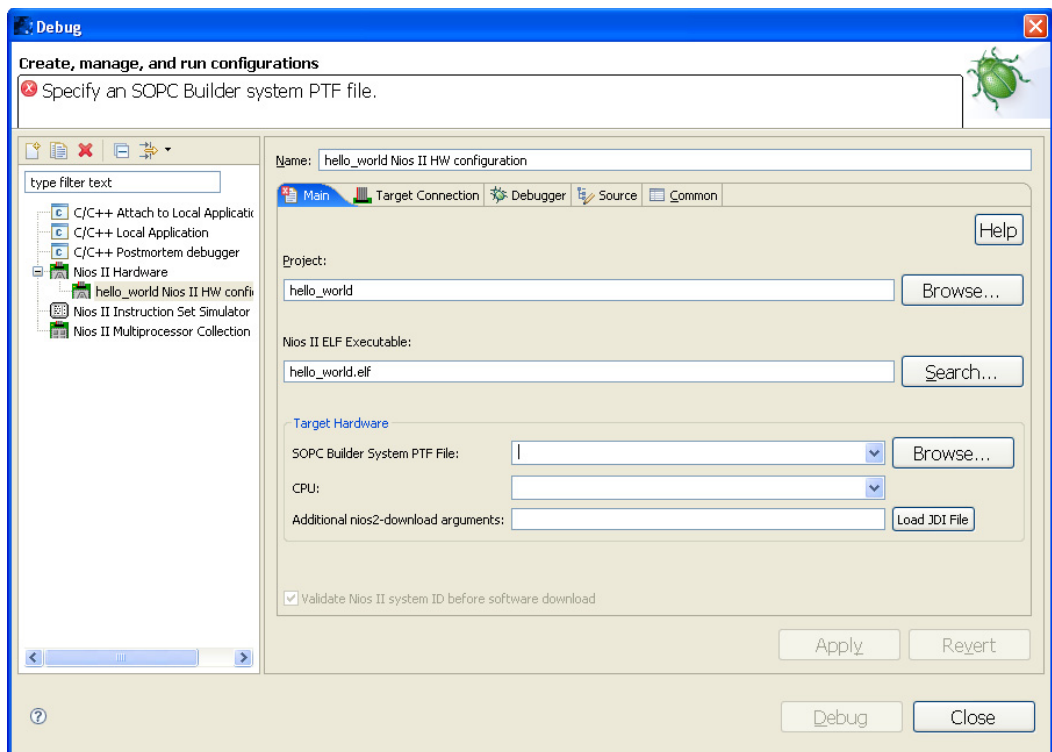 Debug
Create, manage, and run configurations
Specify an SOPC Builder system PTF file.
type filter text
C/C++ Attach to Local Applicatic
C/C++ Local Application
C/C++ Postmortem debugger
Nios II Hardware
hello_world Nios II HW confi
Nios II Instruction Set Simulator
Nios II Multiprocessor Collection
Name: hello_world Nios II HW configuration
Main Target Connection Debugger Source Common
Help
Project:
hello_world Browse...
Nios II ELF Executable:
hello_world.elf Search...
Target Hardware
SOPC Builder System PTF File: Browse...
CPU:
Additional nios2-download arguments: Load JDI File
Validate Nios II system ID before software download
Apply Revert
Debug Close